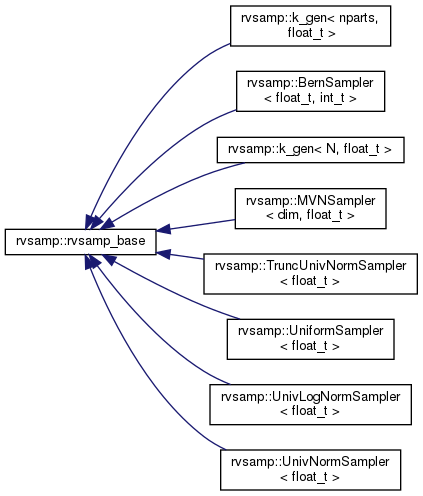 rvsamp::k_gen< nparts,
float_t >
rvsamp::BernSampler
< float_t, int_t >
rvsamp::k_gen< N, float_t >
rvsamp::MVNSampler
< dim, float_t >
rvsamp::rvsamp_base
rvsamp::TruncUnivNormSampler
< float_t >
rvsamp::UniformSampler
< float_t >
rvsamp::UnivLogNormSampler
< float_t >
rvsamp::UnivNormSampler
< float_t >